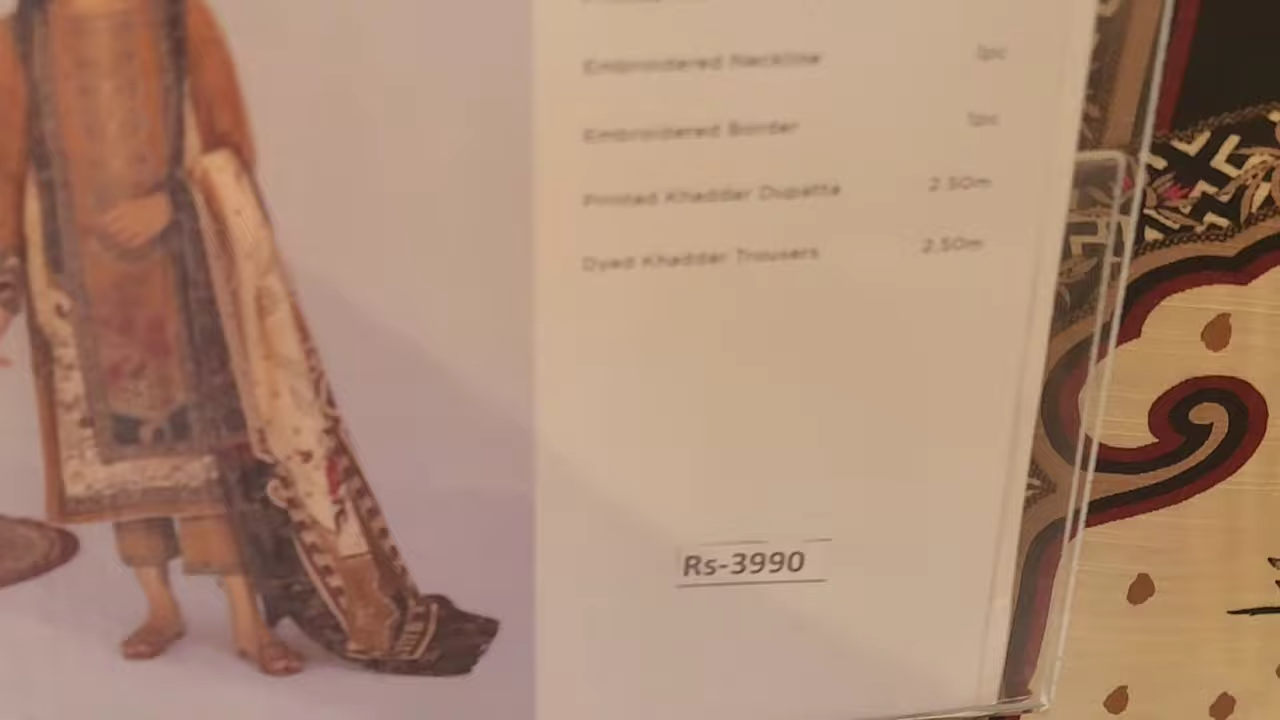 Embroidered Neckline 1pc
Embroidered Border 1pc
Printed Khaddar Dupatta 2.50m
Dyed Khaddar Trousers 2.50m
Rs-3990